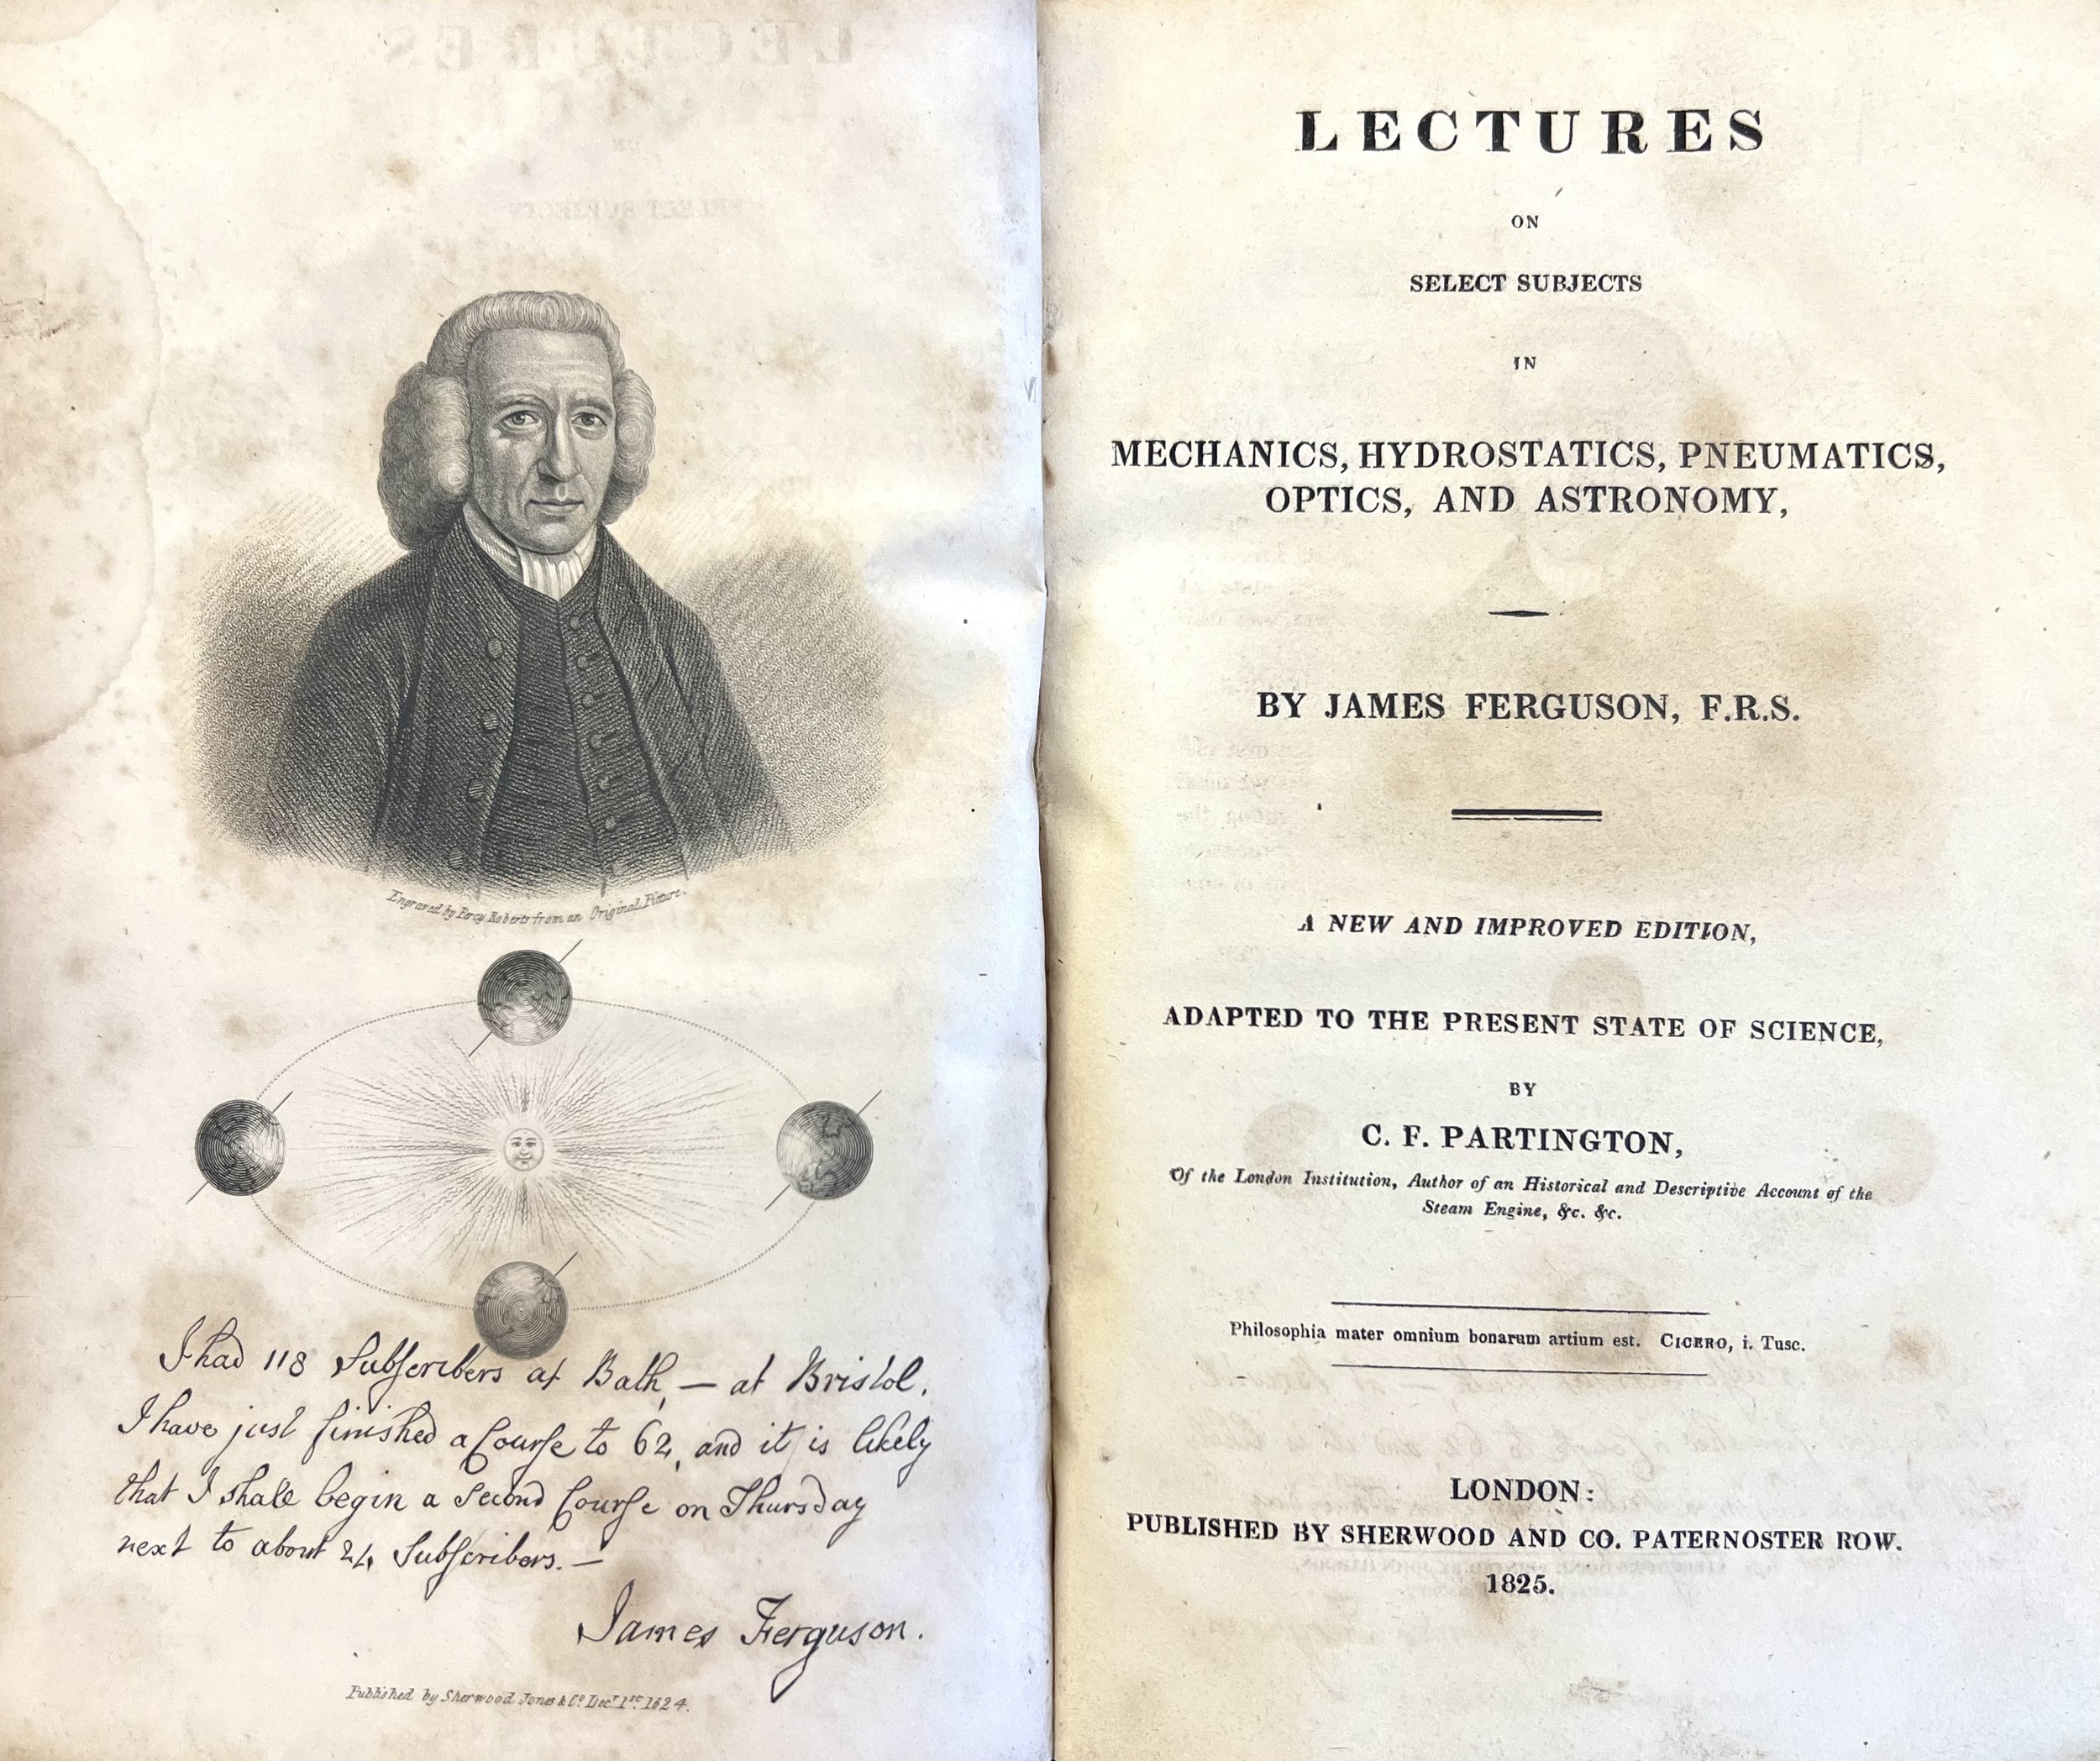 Engraved by Percy Roberts from an Original Picture.
I had 118 Subscribers at Bath, — at Bristol,
I have just finished a Course to 62, and it is likely
that I shall begin a Second Course on Thursday
next to about 24 Subscribers. —
James Ferguson.
Published by Sherwood Jones & Co. Decr. 1st. 1824.
LECTURES
ON
SELECT SUBJECTS
IN
MECHANICS, HYDROSTATICS, PNEUMATICS,
OPTICS, AND ASTRONOMY,
BY JAMES FERGUSON, F.R.S.
A NEW AND IMPROVED EDITION,
ADAPTED TO THE PRESENT STATE OF SCIENCE,
BY
C. F. PARTINGTON,
Of the London Institution, Author of an Historical and Descriptive Account of the
Steam Engine, &c. &c.
Philosophia mater omnium bonarum artium est. CICERO, i. Tusc.
LONDON:
PUBLISHED BY SHERWOOD AND CO. PATERNOSTER ROW.
1825.